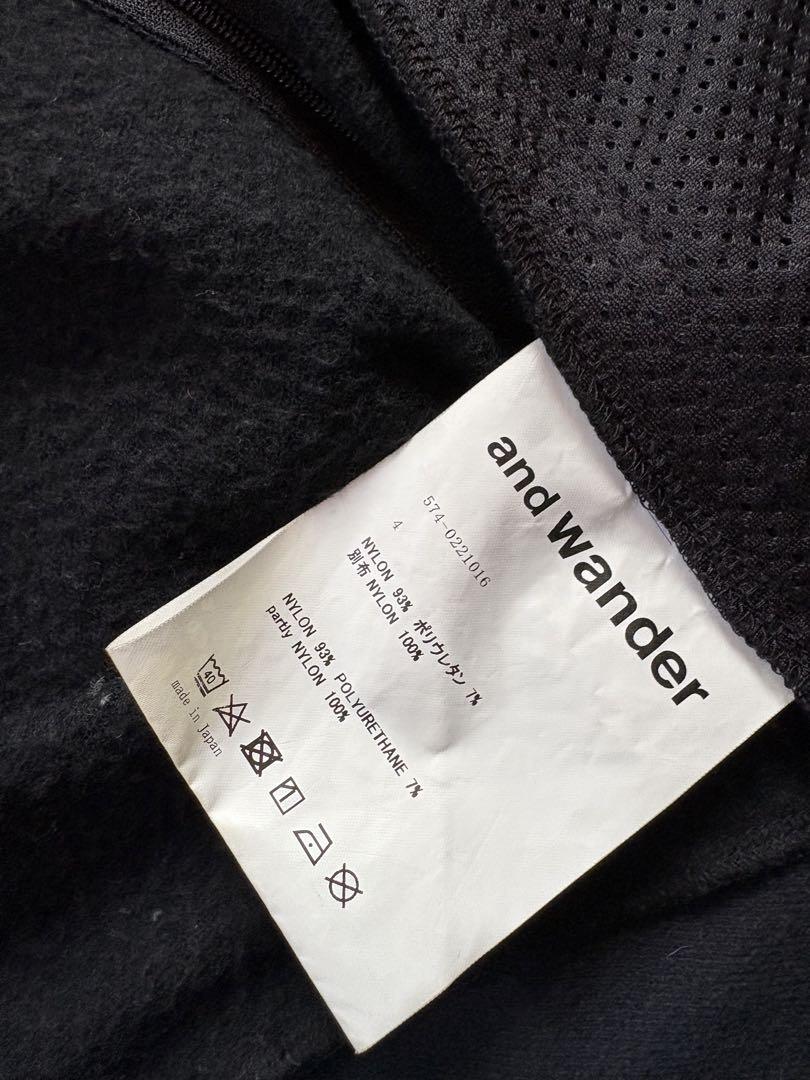 and wander
574-0221016
4
NYLON 93% ポリウレタン 7%
別布 NYLON 100%
NYLON 93% POLYURETHANE 7%
partly NYLON 100%
40
made in Japan